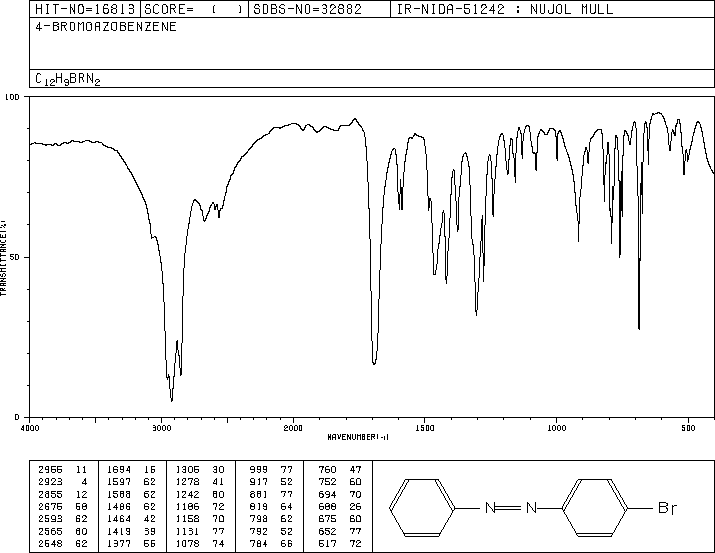 HIT-NO=16813 SCORE= ( ) SDBS-NO=32882 IR-NIDA-51242 : NUJOL MULL
4-BROMOAZOBENZENE
C12H9BRN2
100
50
0
TRANSMITTANCE(%)
4000 3000 2000 1500 1000 500
WAVENUMBER(-1)
2966 11 1694 16 1306 30 999 77 760 47
2923 4 1597 62 1278 41 917 52 752 60
2855 12 1588 62 1242 60 881 77 694 70
2675 58 1486 62 1186 72 819 64 688 26
2593 62 1464 42 1158 70 798 62 675 60
2565 60 1419 39 1131 77 792 52 652 77
2548 62 1377 56 1078 74 784 66 517 72
N N Br